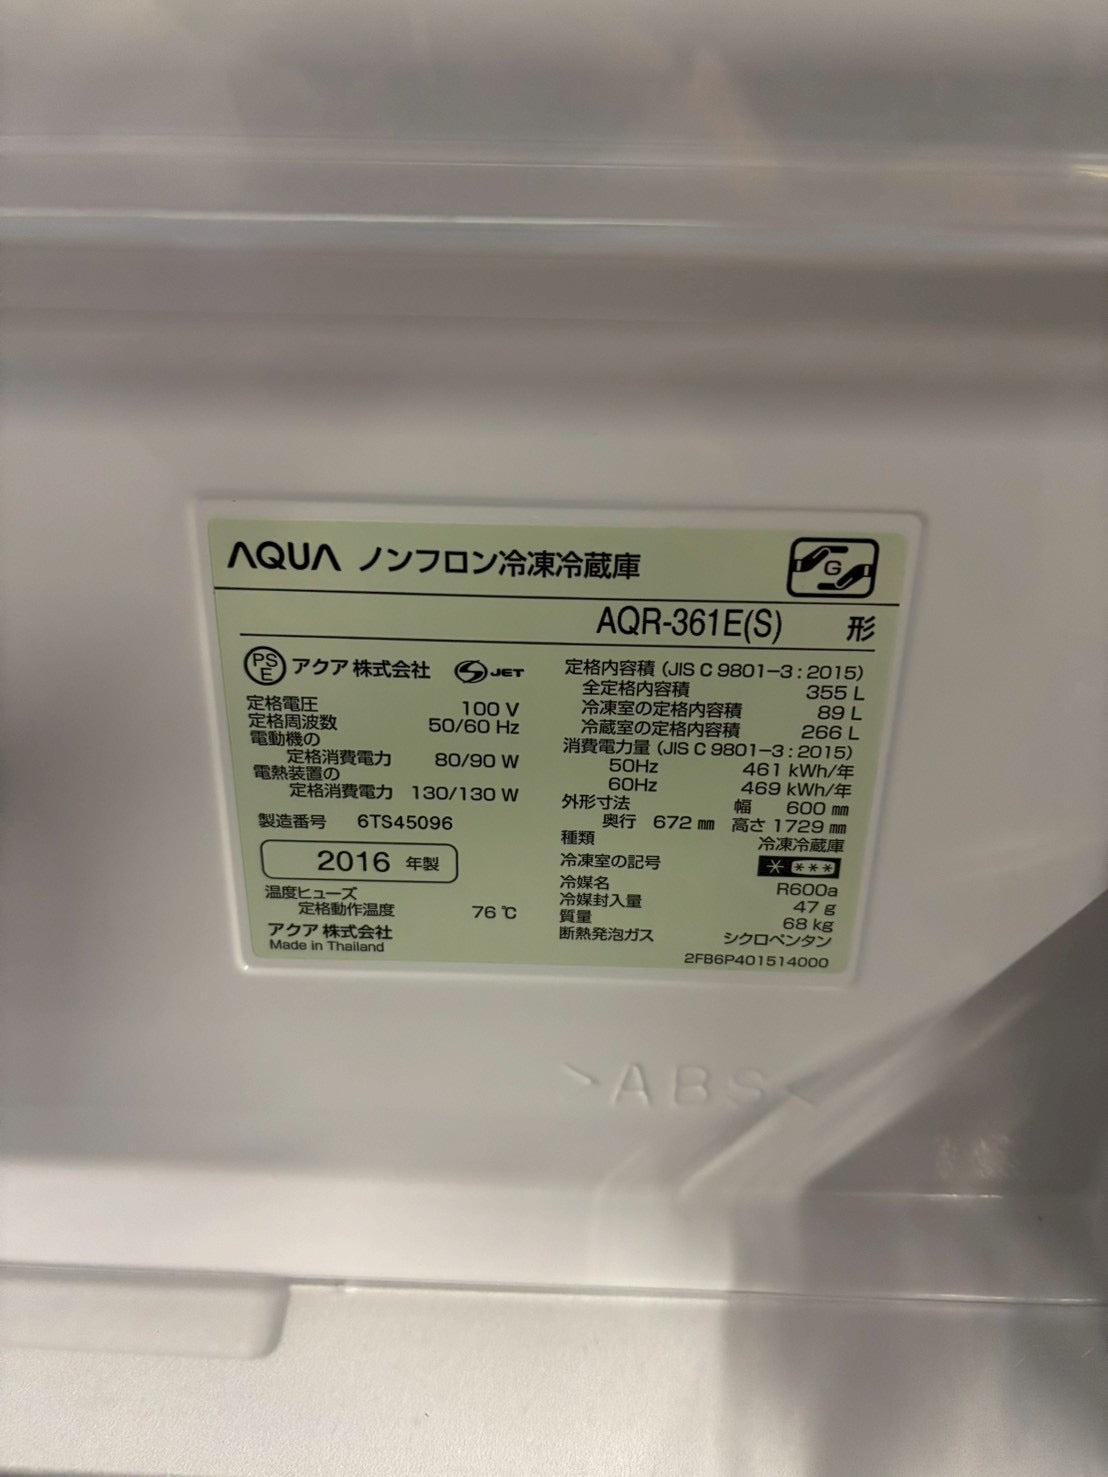 AQUA ノンフロン冷凍冷蔵庫
G
AQR-361E(S) 形
PS E アクア 株式会社 S JET
定格電圧 100 V
定格周波数 50/60 Hz
電動機の
定格消費電力 80/90 W
電熱装置の
定格消費電力 130/130 W
製造番号 6TS45096
2016 年製
温度ヒューズ
定格動作温度 76 ℃
アクア 株式会社
Made in Thailand
定格内容積 (JIS C 9801-3 : 2015)
全定格内容積 355 L
冷凍室の定格内容積 89 L
冷蔵室の定格内容積 266 L
消費電力量 (JIS C 9801-3 : 2015)
50Hz 461 kWh/年
60Hz 469 kWh/年
外形寸法 幅 600 ㎜
奥行 672 ㎜ 高さ 1729 ㎜
種類 冷凍冷蔵庫
冷凍室の記号 * ***
冷媒名 R600a
冷媒封入量 47 g
質量 68 kg
断熱発泡ガス シクロペンタン
2FB6P401514000
>ABS<